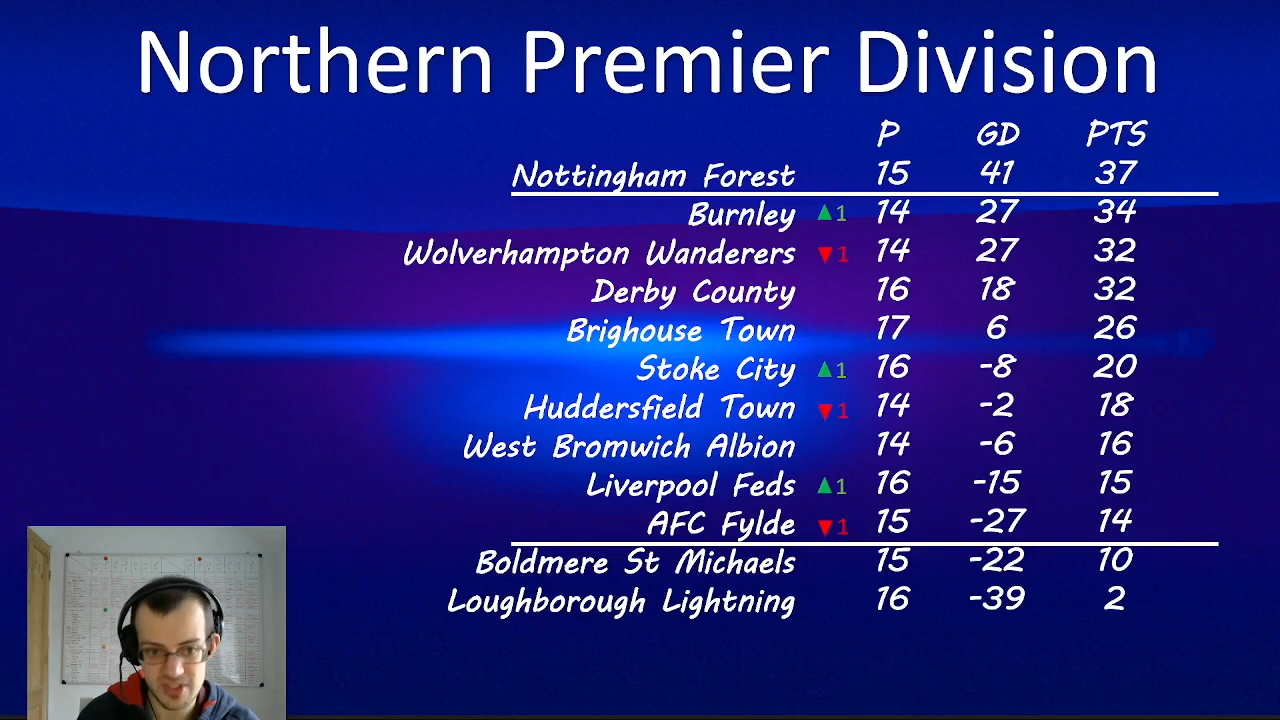 Northern Premier Division
P GD PTS
Nottingham Forest 15 41 37
Burnley ▲1 14 27 34
Wolverhampton Wanderers ▼1 14 27 32
Derby County 16 18 32
Brighouse Town 17 6 26
Stoke City ▲1 16 -8 20
Huddersfield Town ▼1 14 -2 18
West Bromwich Albion 14 -6 16
Liverpool Feds ▲1 16 -15 15
AFC Fylde ▼1 15 -27 14
Boldmere St Michaels 15 -22 10
Loughborough Lightning 16 -39 2